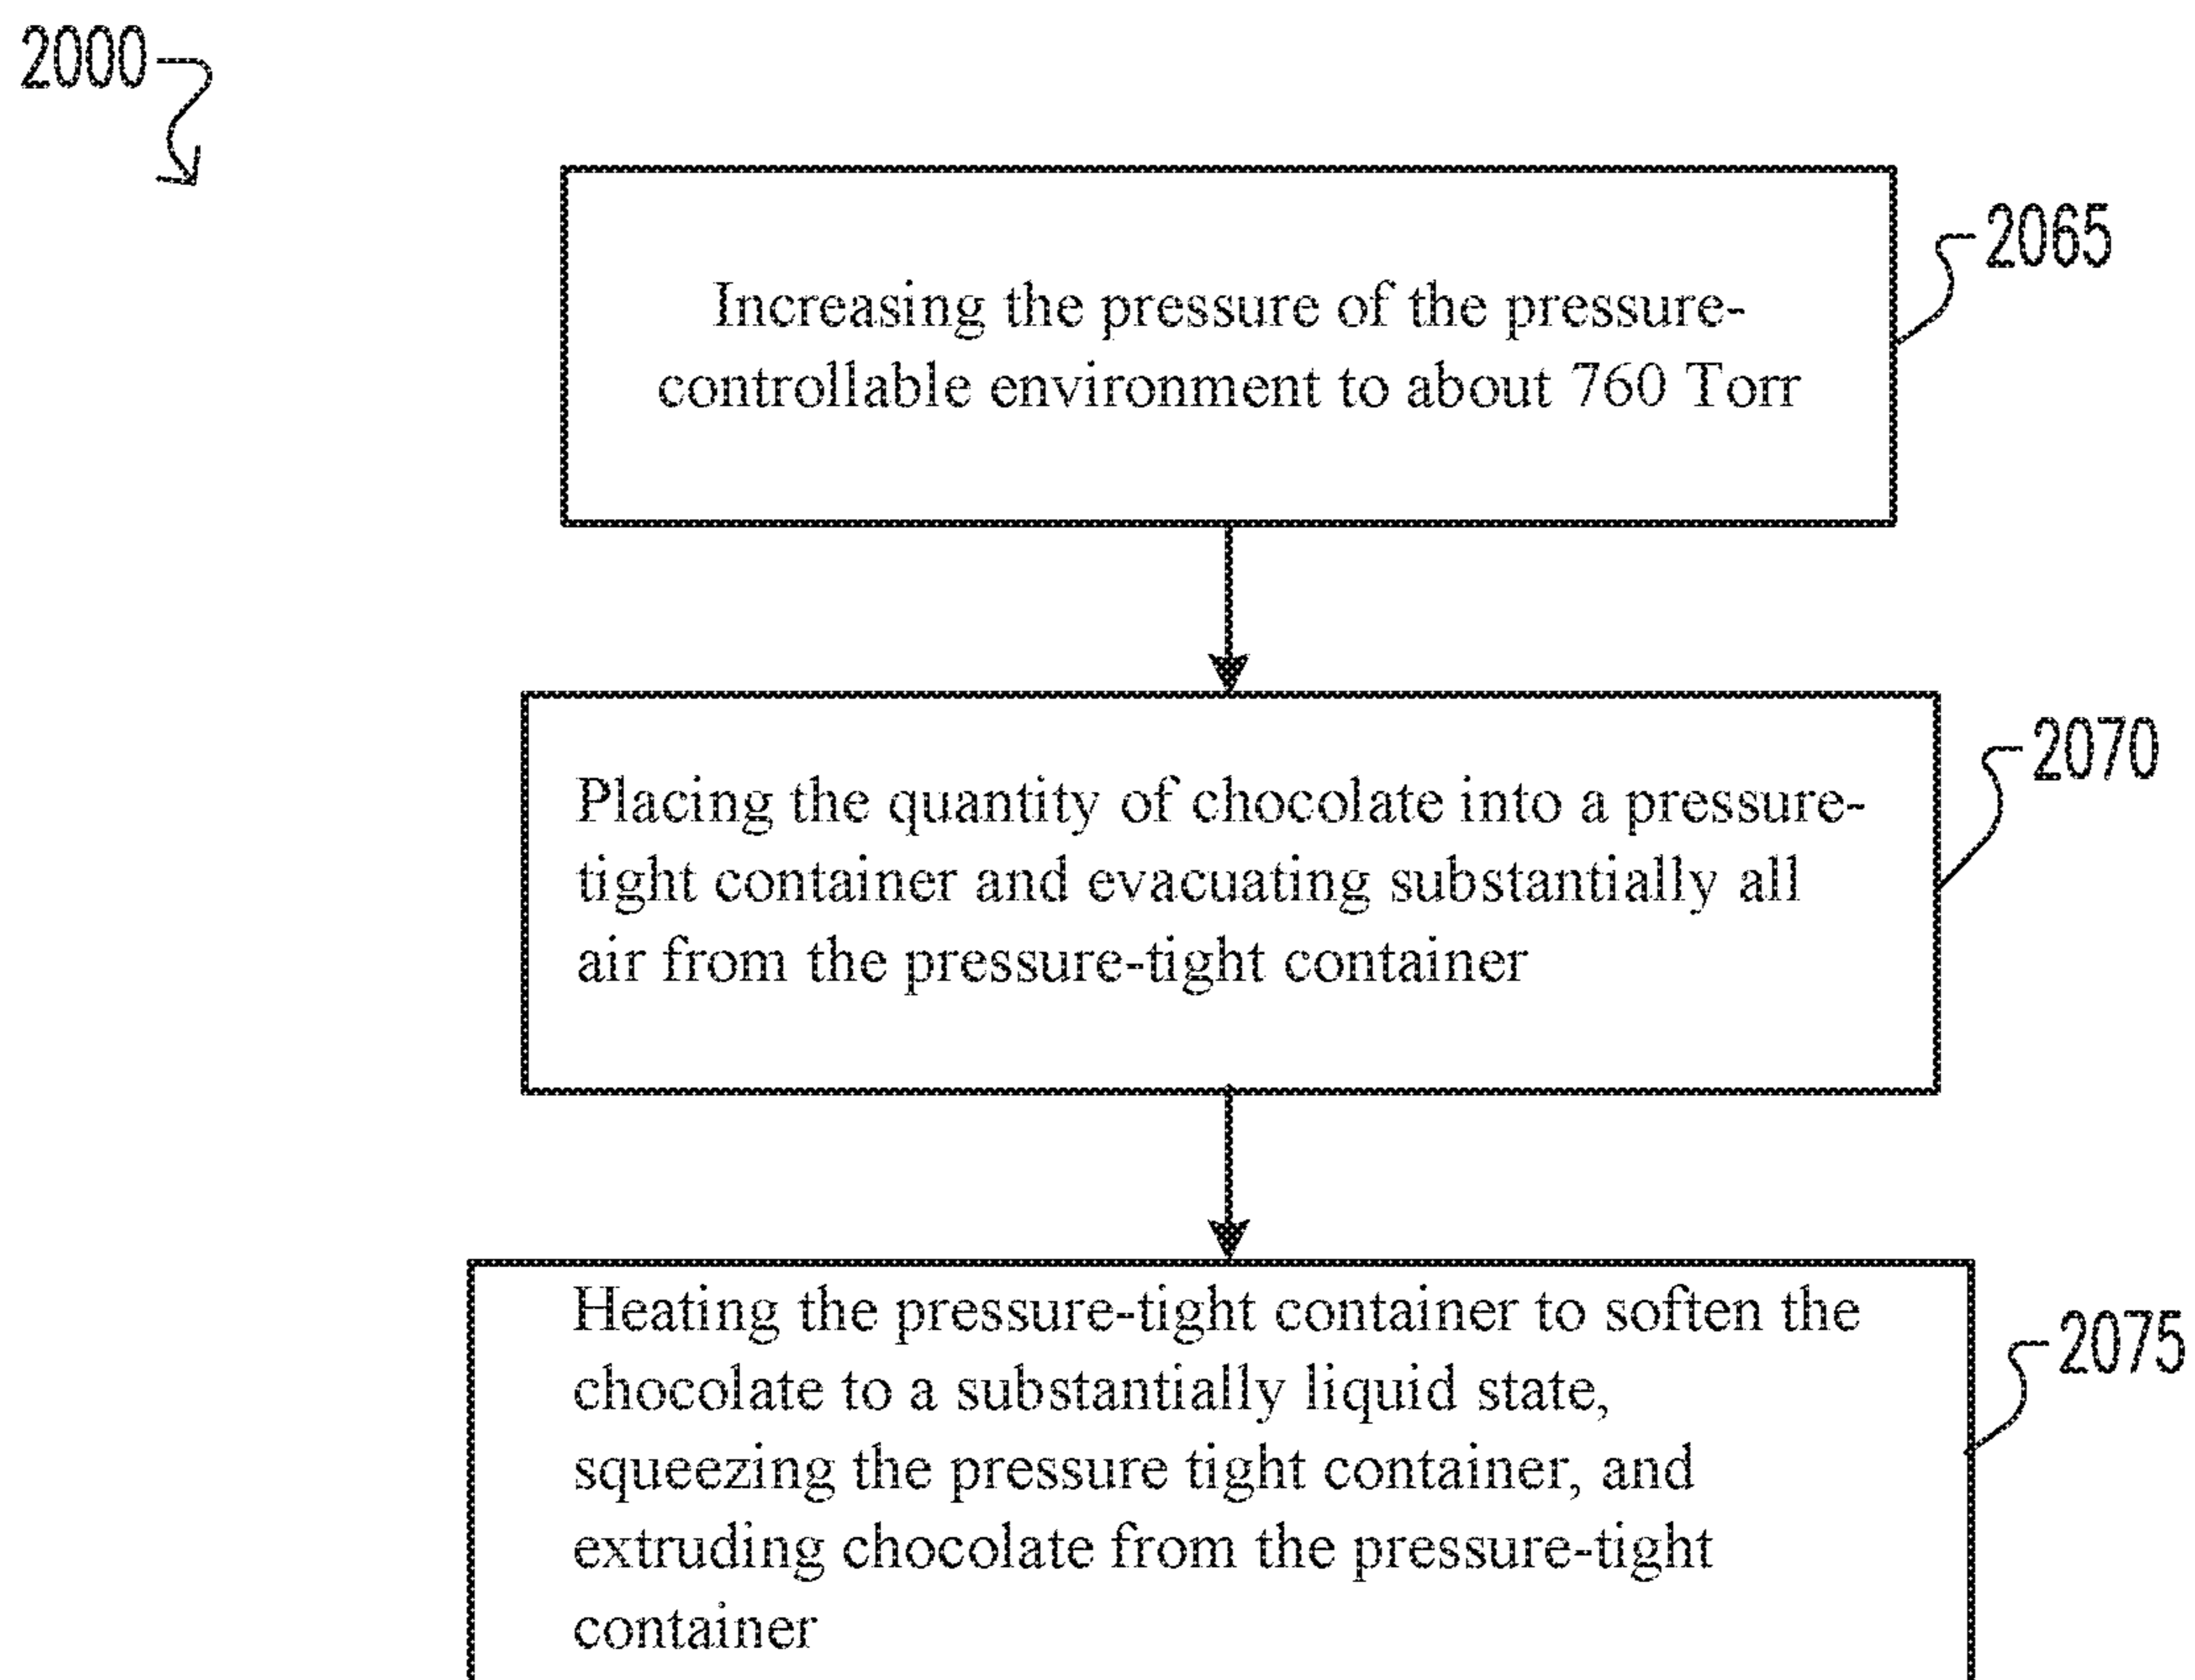 2000
2065
Increasing the pressure of the pressure-
controllable environment to about 760 Torr
2070
Placing the quantity of chocolate into a pressure-
tight container and evacuating substantially all
air from the pressure-tight container
2075
Heating the pressure-tight container to soften the
chocolate to a substantially liquid state,
squeezing the pressure tight container, and
extruding chocolate from the pressure-tight
container